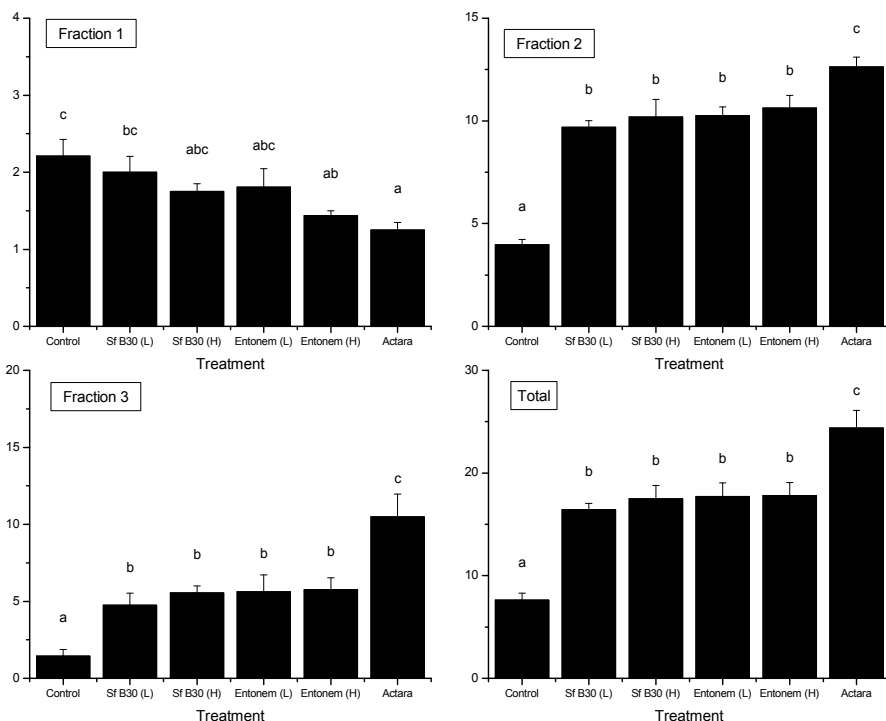 Fraction 1
4
3
2
1
0
c
bc
abc
abc
ab
a
Control
Sf B30 (L)
Sf B30 (H)
Entonem (L)
Entonem (H)
Actara
Treatment
Fraction 2
15
10
5
0
a
b
b
b
b
c
Control
Sf B30 (L)
Sf B30 (H)
Entonem (L)
Entonem (H)
Actara
Treatment
Fraction 3
20
15
10
5
0
a
b
b
b
b
c
Control
Sf B30 (L)
Sf B30 (H)
Entonem (L)
Entonem (H)
Actara
Treatment
Total
30
20
10
0
a
b
b
b
b
c
Control
Sf B30 (L)
Sf B30 (H)
Entonem (L)
Entonem (H)
Actara
Treatment